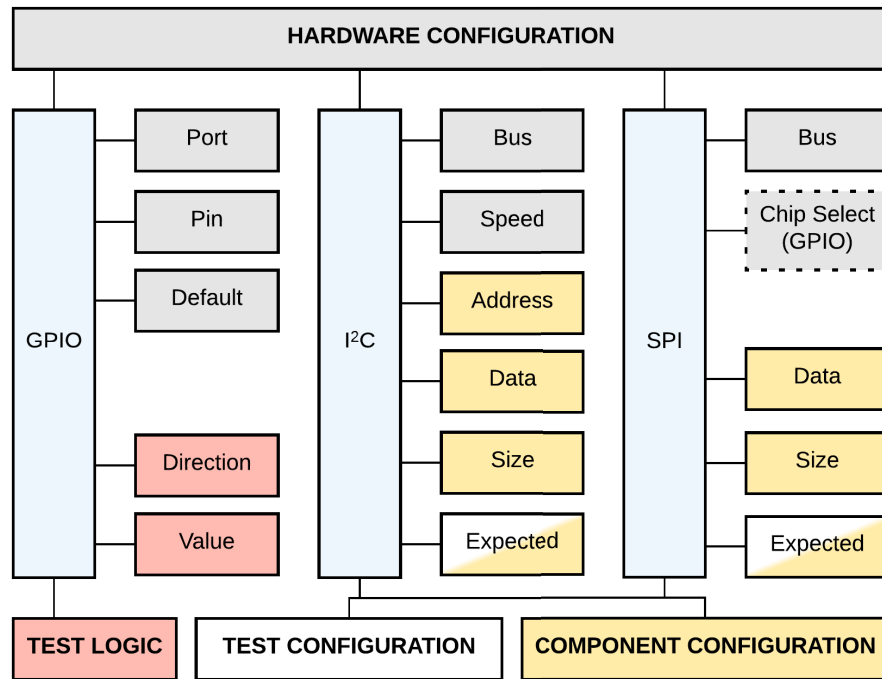 HARDWARE CONFIGURATION
GPIO
Port
Pin
Default
Direction
Value
I²C
Bus
Speed
Address
Data
Size
Expected
SPI
Bus
Chip Select
(GPIO)
Data
Size
Expected
TEST LOGIC
TEST CONFIGURATION
COMPONENT CONFIGURATION